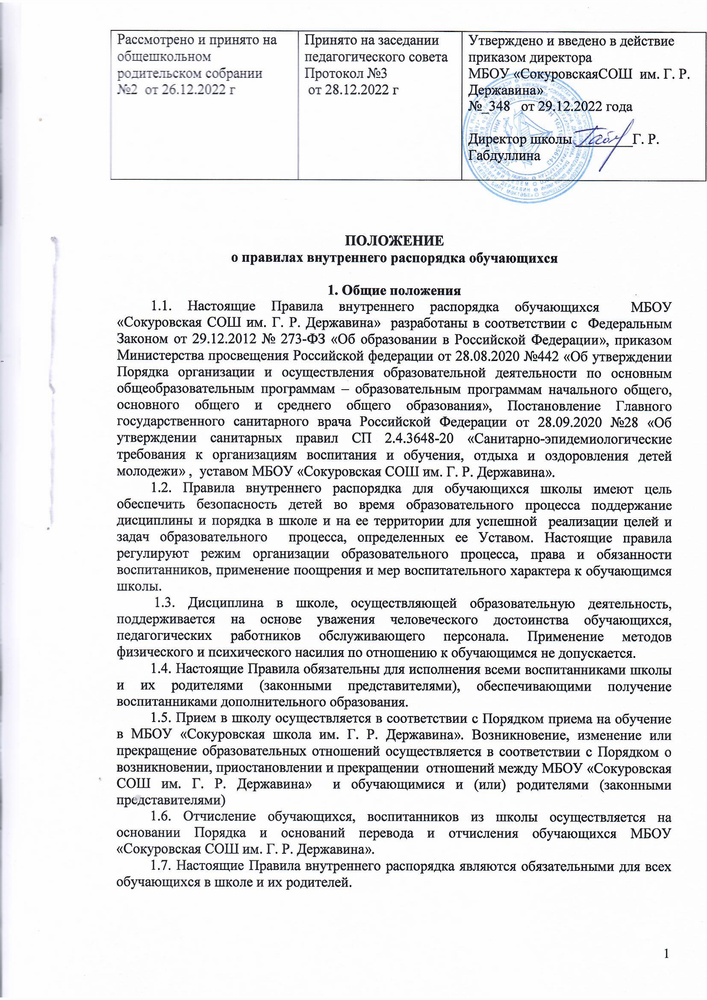 Рассмотрено и принято на
общешкольном
родительском собрании
№2  от 26.12.2022 г
Принято на заседании
педагогического совета
Протокол №3
от 28.12.2022 г
Утверждено и введено в действие
приказом директора
МБОУ «СокуровскаяСОШ  им. Г. Р.
Державина»
№_348   от 29.12.2022 года
Директор школы.________Г. Р.
Габдуллина
ПОЛОЖЕНИЕ
о правилах внутреннего распорядка обучающихся
1. Общие положения
1.1. Настоящие Правила внутреннего распорядка обучающихся МБОУ
«Сокуровская СОШ им. Г. Р. Державина»  разработаны в соответствии с  Федеральным
Законом от 29.12.2012 № 273-ФЗ «Об образовании в Российской Федерации», приказом
Министерства просвещения Российской федерации от 28.08.2020 №442 «Об утверждении
Порядка организации и осуществления образовательной деятельности по основным
общеобразовательным программам – образовательным программам начального общего,
основного общего и среднего общего образования», Постановление Главного
государственного санитарного врача Российской Федерации от 28.09.2020 №28 «Об
утверждении санитарных правил СП 2.4.3648-20 «Санитарно-эпидемиологические
требования к организациям воспитания и обучения, отдыха и оздоровления детей
молодежи» ,  уставом МБОУ «Сокуровская СОШ им. Г. Р. Державина».
1.2. Правила внутреннего распорядка для обучающихся школы имеют цель
обеспечить безопасность детей во время образовательного процесса поддержание
дисциплины и порядка в школе и на ее территории для успешной  реализации целей и
задач образовательного  процесса, определенных ее Уставом. Настоящие правила
регулируют режим организации образовательного процесса, права и обязанности
воспитанников, применение поощрения и мер воспитательного характера к обучающимся
школы.
1.3. Дисциплина в школе, осуществляющей образовательную деятельность,
поддерживается на основе уважения человеческого достоинства обучающихся,
педагогических работников обслуживающего персонала. Применение методов
физического и психического насилия по отношению к обучающимся не допускается.
1.4. Настоящие Правила обязательны для исполнения всеми воспитанниками школы
и их родителями (законными представителями), обеспечивающими получение
воспитанниками дополнительного образования.
1.5. Прием в школу осуществляется в соответствии с Порядком приема на обучение
в МБОУ «Сокуровская школа им. Г. Р. Державина». Возникновение, изменение или
прекращение образовательных отношений осуществляется в соответствии с Порядком о
возникновении, приостановлении и прекращении  отношений между МБОУ «Сокуровская
СОШ им. Г. Р. Державина»  и обучающимися и (или) родителями (законными
представителями)
1.6. Отчисление обучающихся, воспитанников из школы осуществляется на
основании Порядка и оснований перевода и отчисления обучающихся МБОУ
«Сокуровская СОШ им. Г. Р. Державина».
1.7. Настоящие Правила внутреннего распорядка являются обязательными для всех
обучающихся в школе и их родителей.
1